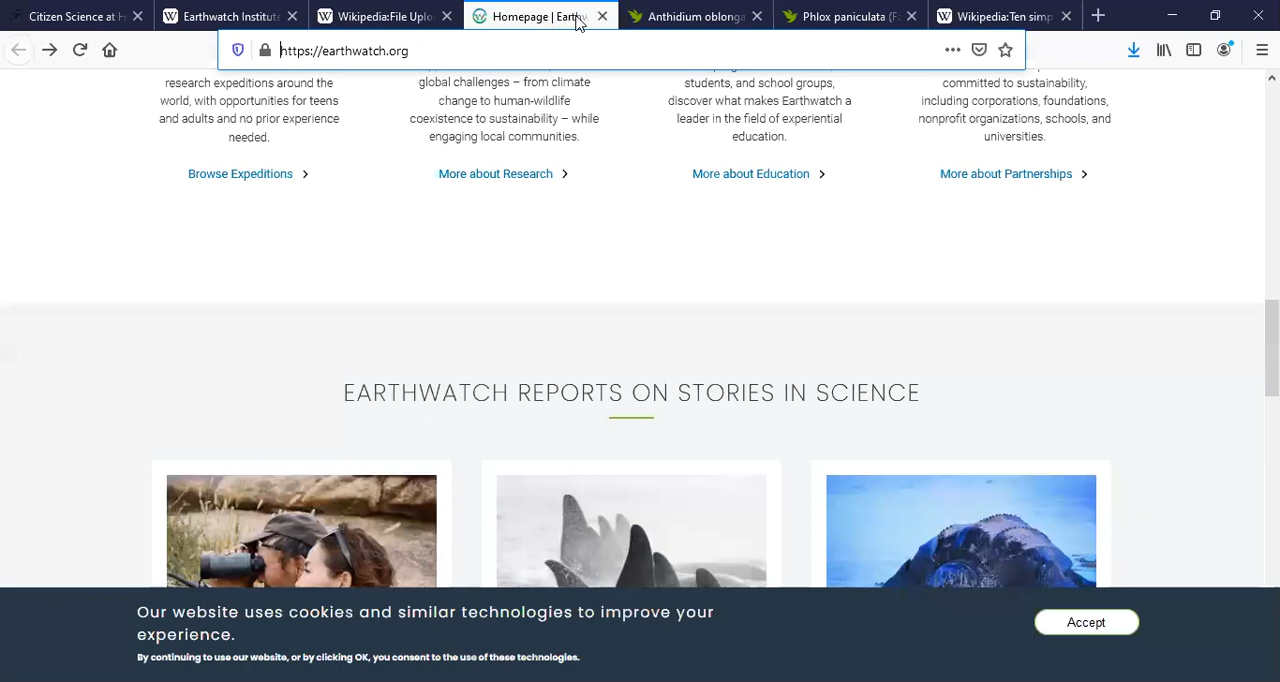 Citizen Science at H
Earthwatch Institut
Wikipedia:File Uplo
Homepage | Earthw
Anthidium oblonga
Phlox paniculata (F
Wikipedia:Ten simp
https://earthwatch.org
research expeditions around the
world, with opportunities for teens
and adults and no prior experience
needed.
Browse Expeditions
global challenges – from climate
change to human-wildlife
coexistence to sustainability – while
engaging local communities.
More about Research
students, and school groups,
discover what makes Earthwatch a
leader in the field of experiential
education.
More about Education
committed to sustainability,
including corporations, foundations,
nonprofit organizations, schools, and
universities.
More about Partnerships
EARTHWATCH REPORTS ON STORIES IN SCIENCE
Our website uses cookies and similar technologies to improve your
experience.
By continuing to use our website, or by clicking OK, you consent to the use of these technologies.
Accept